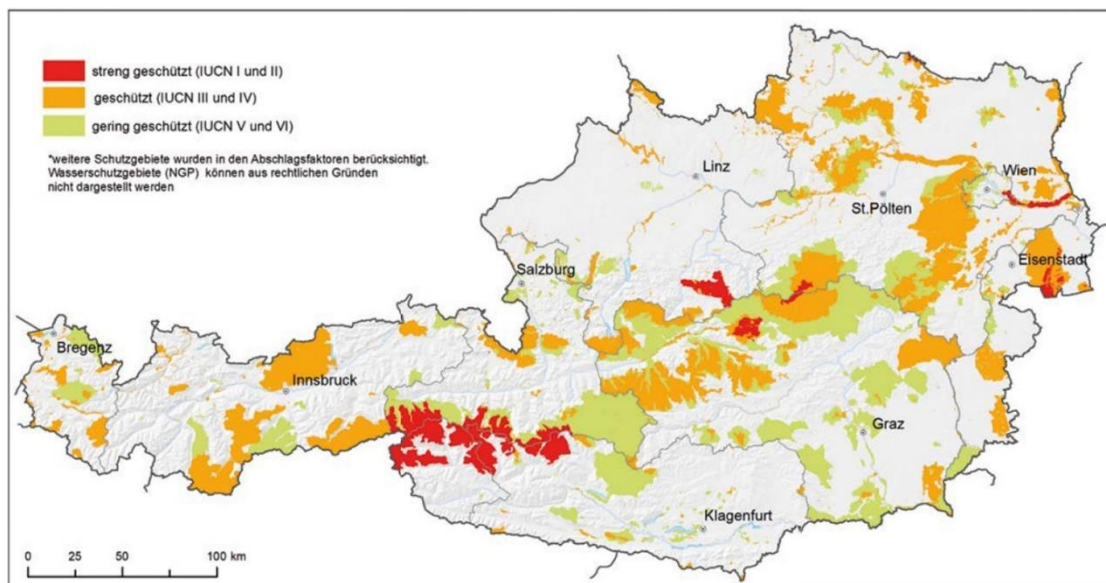 streng geschützt (IUCN I und II)
geschützt (IUCN III und IV)
gering geschützt (IUCN V und VI)
*weitere Schutzgebiete wurden in den Abschlagsfaktoren berücksichtigt.
Wasserschutzgebiete (NGP) können aus rechtlichen Gründen
nicht dargestellt werden
Linz
Wien
St.Pölten
Eisenstadt
Salzburg
Bregenz
Innsbruck
Graz
Klagenfurt
0 25 50 100 km